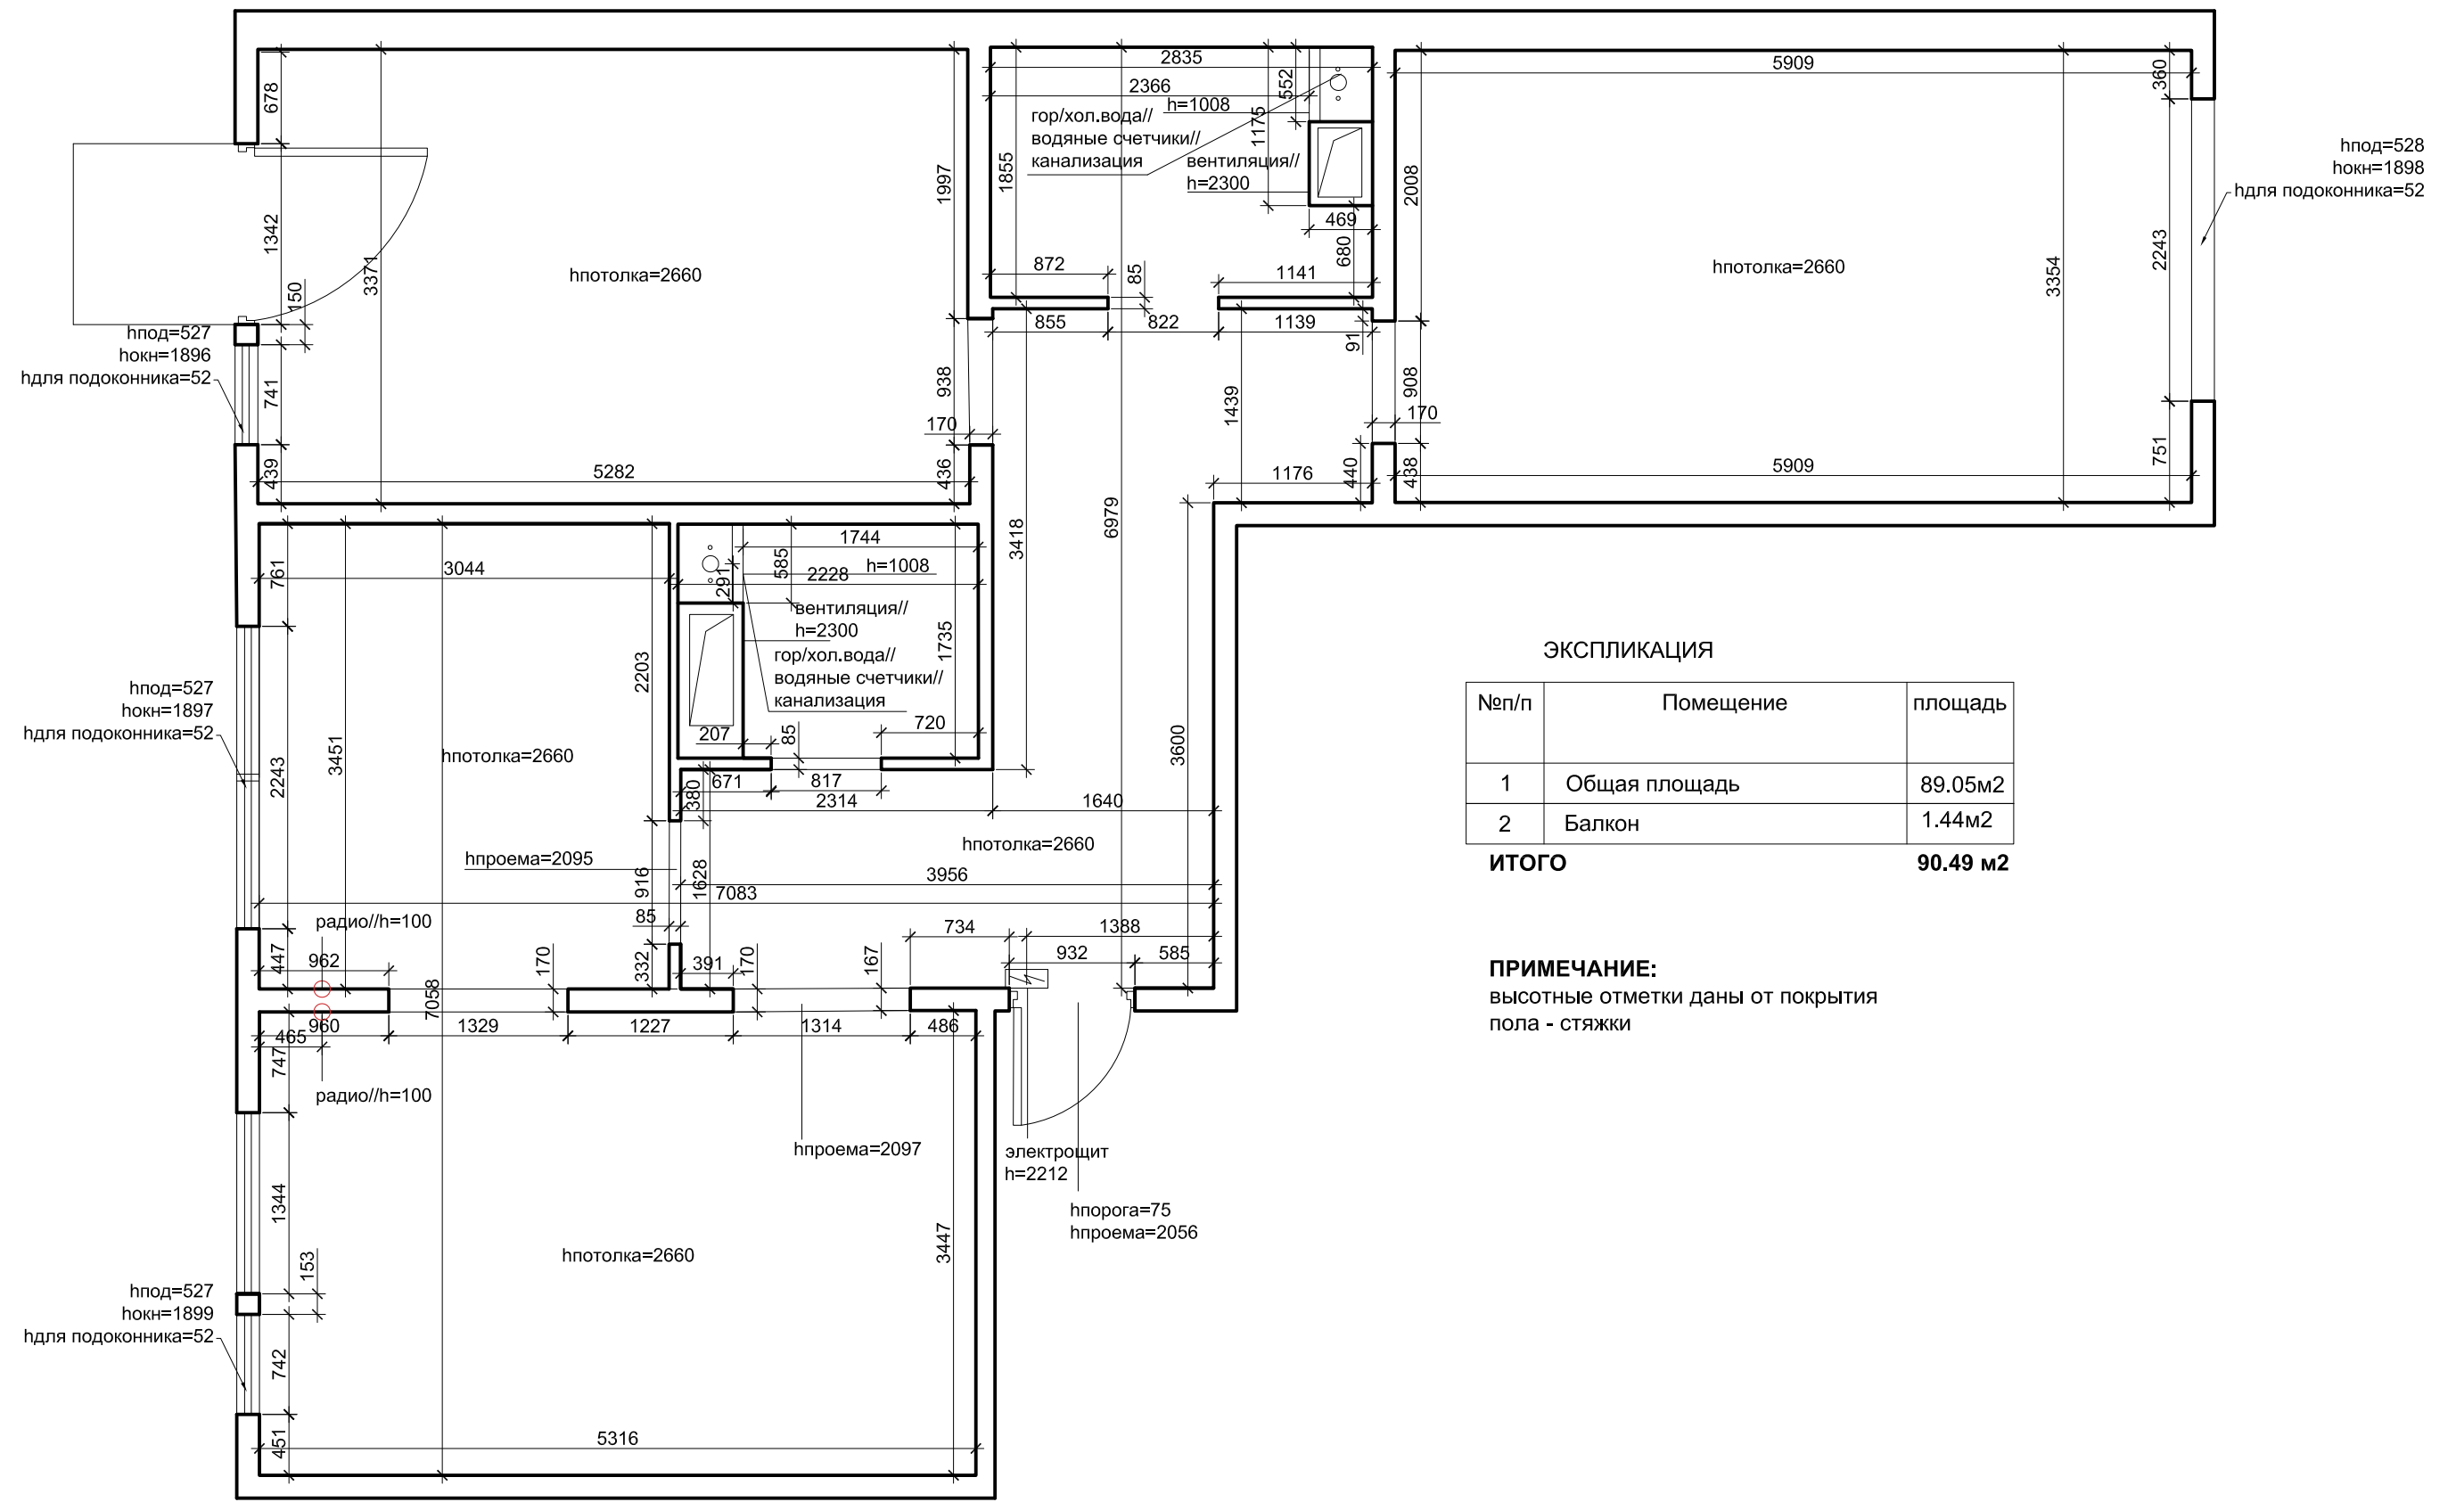 2835
5909
2366
h=1008
678
552
1175
360
гор/хол.вода//
водяные счетчики//
канализация
вентиляция//
h=2300
1855
1997
2008
hпод=528
hокн=1898
hдля подоконника=52
1342
3371
150
hпотолка=2660
469
680
872
85
1141
hпотолка=2660
3354
2243
hпод=527
hокн=1896
hдля подоконника=52
855
822
1139
91
741
938
1439
908
170
170
439
5282
436
1176
440
438
5909
751
3418
6979
761
3044
291
585
1744
h=1008
2228
вентиляция//
h=2300
гор/хол.вода//
водяные счетчики//
канализация
1735
2203
207
85
720
3600
hпод=527
hокн=1897
hдля подоконника=52
2243
3451
hпотолка=2660
671
380
817
2314
1640
hпроема=2095
916
1628
hпотолка=2660
3956
7083
85
радио//h=100
734
1388
447
962
170
332
391
170
167
932
585
7058
960
1329
1227
1314
486
465
747
радио//h=100
hпроема=2097
электрощит
h=2212
hпорога=75
hпроема=2056
1344
153
3447
hпотолка=2660
hпод=527
hокн=1899
hдля подоконника=52
742
451
5316
ЭКСПЛИКАЦИЯ
№п/п Помещение площадь
1 Общая площадь 89.05м2
2 Балкон 1.44м2
ИТОГО 90.49 м2
ПРИМЕЧАНИЕ:
высотные отметки даны от покрытия
пола - стяжки